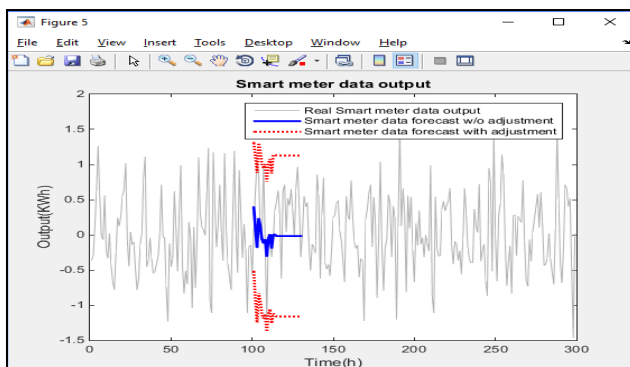 Figure 5
File Edit View Insert Tools Desktop Window Help
Smart meter data output
Real Smart meter data output
Smart meter data forecast w/o adjustment
Smart meter data forecast with adjustment
Output(KWh)
2
1.5
1
0.5
0
-0.5
-1
-1.5
0 50 100 150 200 250 300
Time(h)